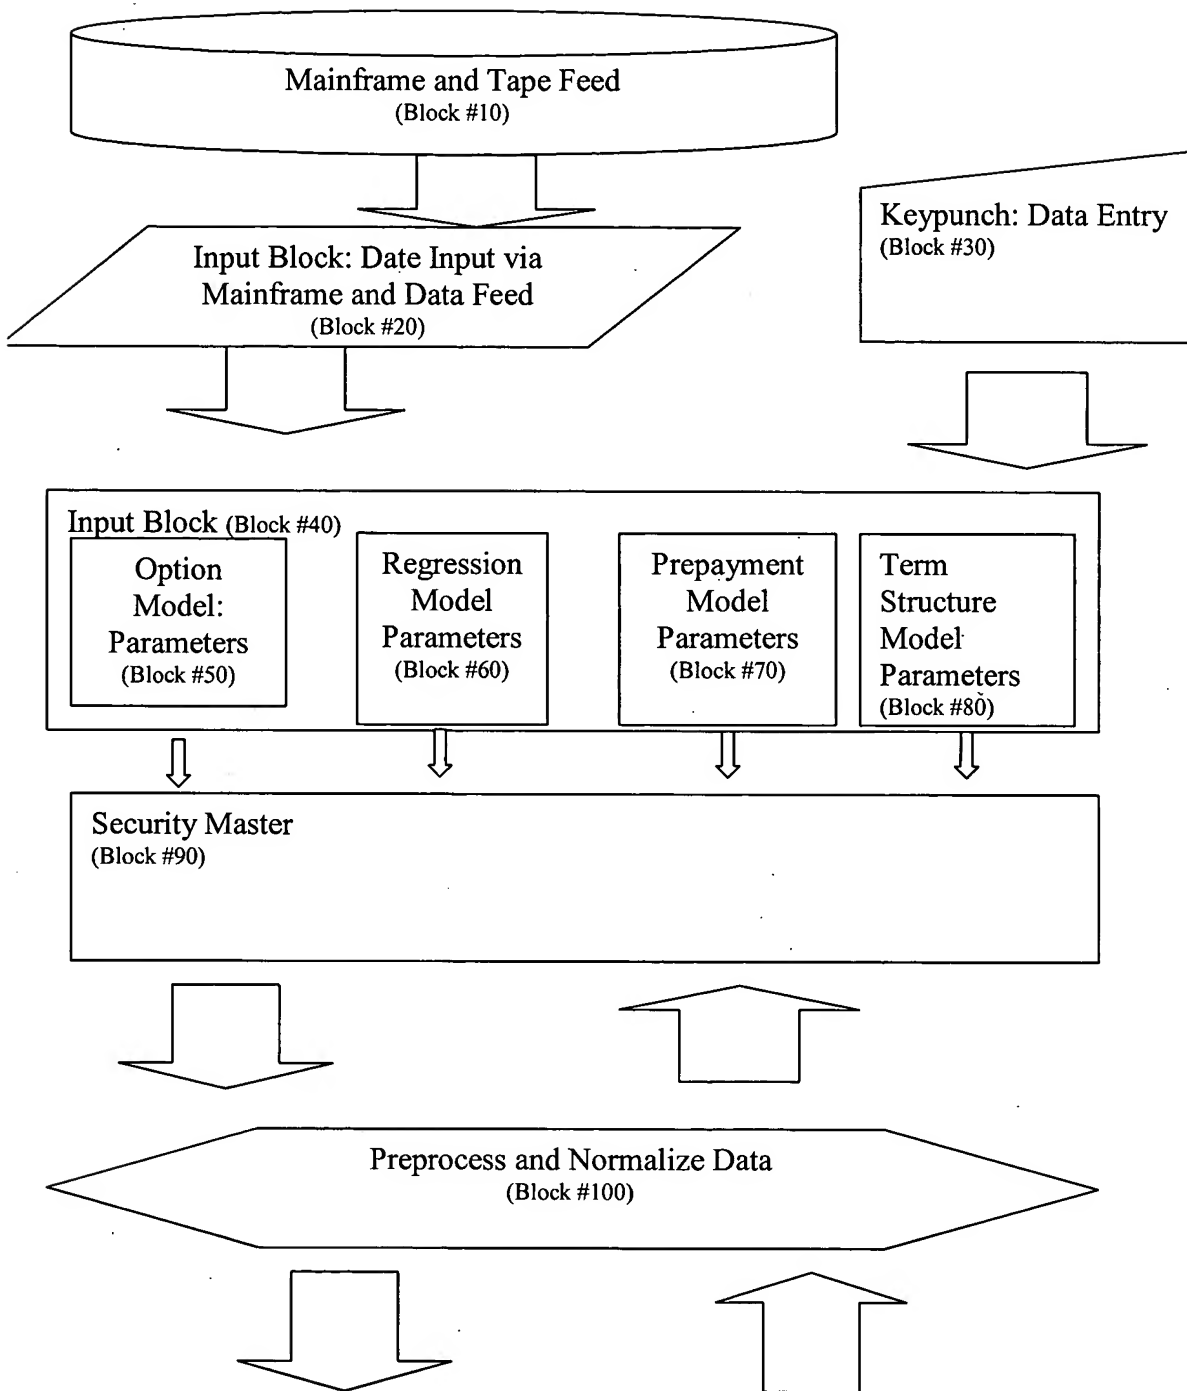 Mainframe and Tape Feed
(Block #10)
Input Block: Date Input via
Mainframe and Data Feed
(Block #20)
Keypunch: Data Entry
(Block #30)
Input Block (Block #40)
Option
Model:
Parameters
(Block #50)
Regression
Model
Parameters
(Block #60)
Prepayment
Model
Parameters
(Block #70)
Term
Structure
Model
Parameters
(Block #80)
Security Master
(Block #90)
Preprocess and Normalize Data
(Block #100)